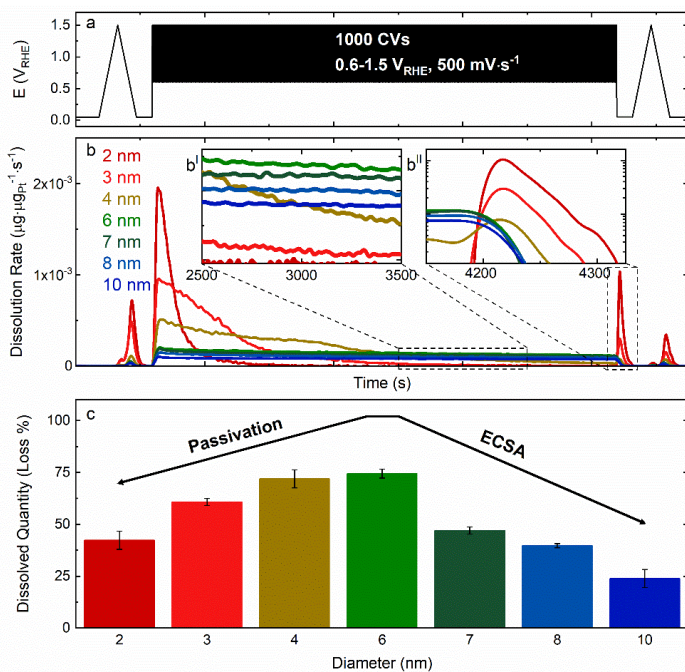 a
E (V_RHE)
1.5
1.0
0.5
0.0
1000 CVs
0.6-1.5 V_RHE, 500 mV·s⁻¹
b
Dissolution Rate (µg·µg_Pt⁻¹·s⁻¹)
2x10⁻³
1x10⁻³
0
2 nm
3 nm
4 nm
6 nm
7 nm
8 nm
10 nm
b^I
2500 3000 3500
b^II
4200 4300
Time (s)
c
Dissolved Quantity (Loss %)
100
75
50
25
0
Passivation
ECSA
2 3 4 6 7 8 10
Diameter (nm)